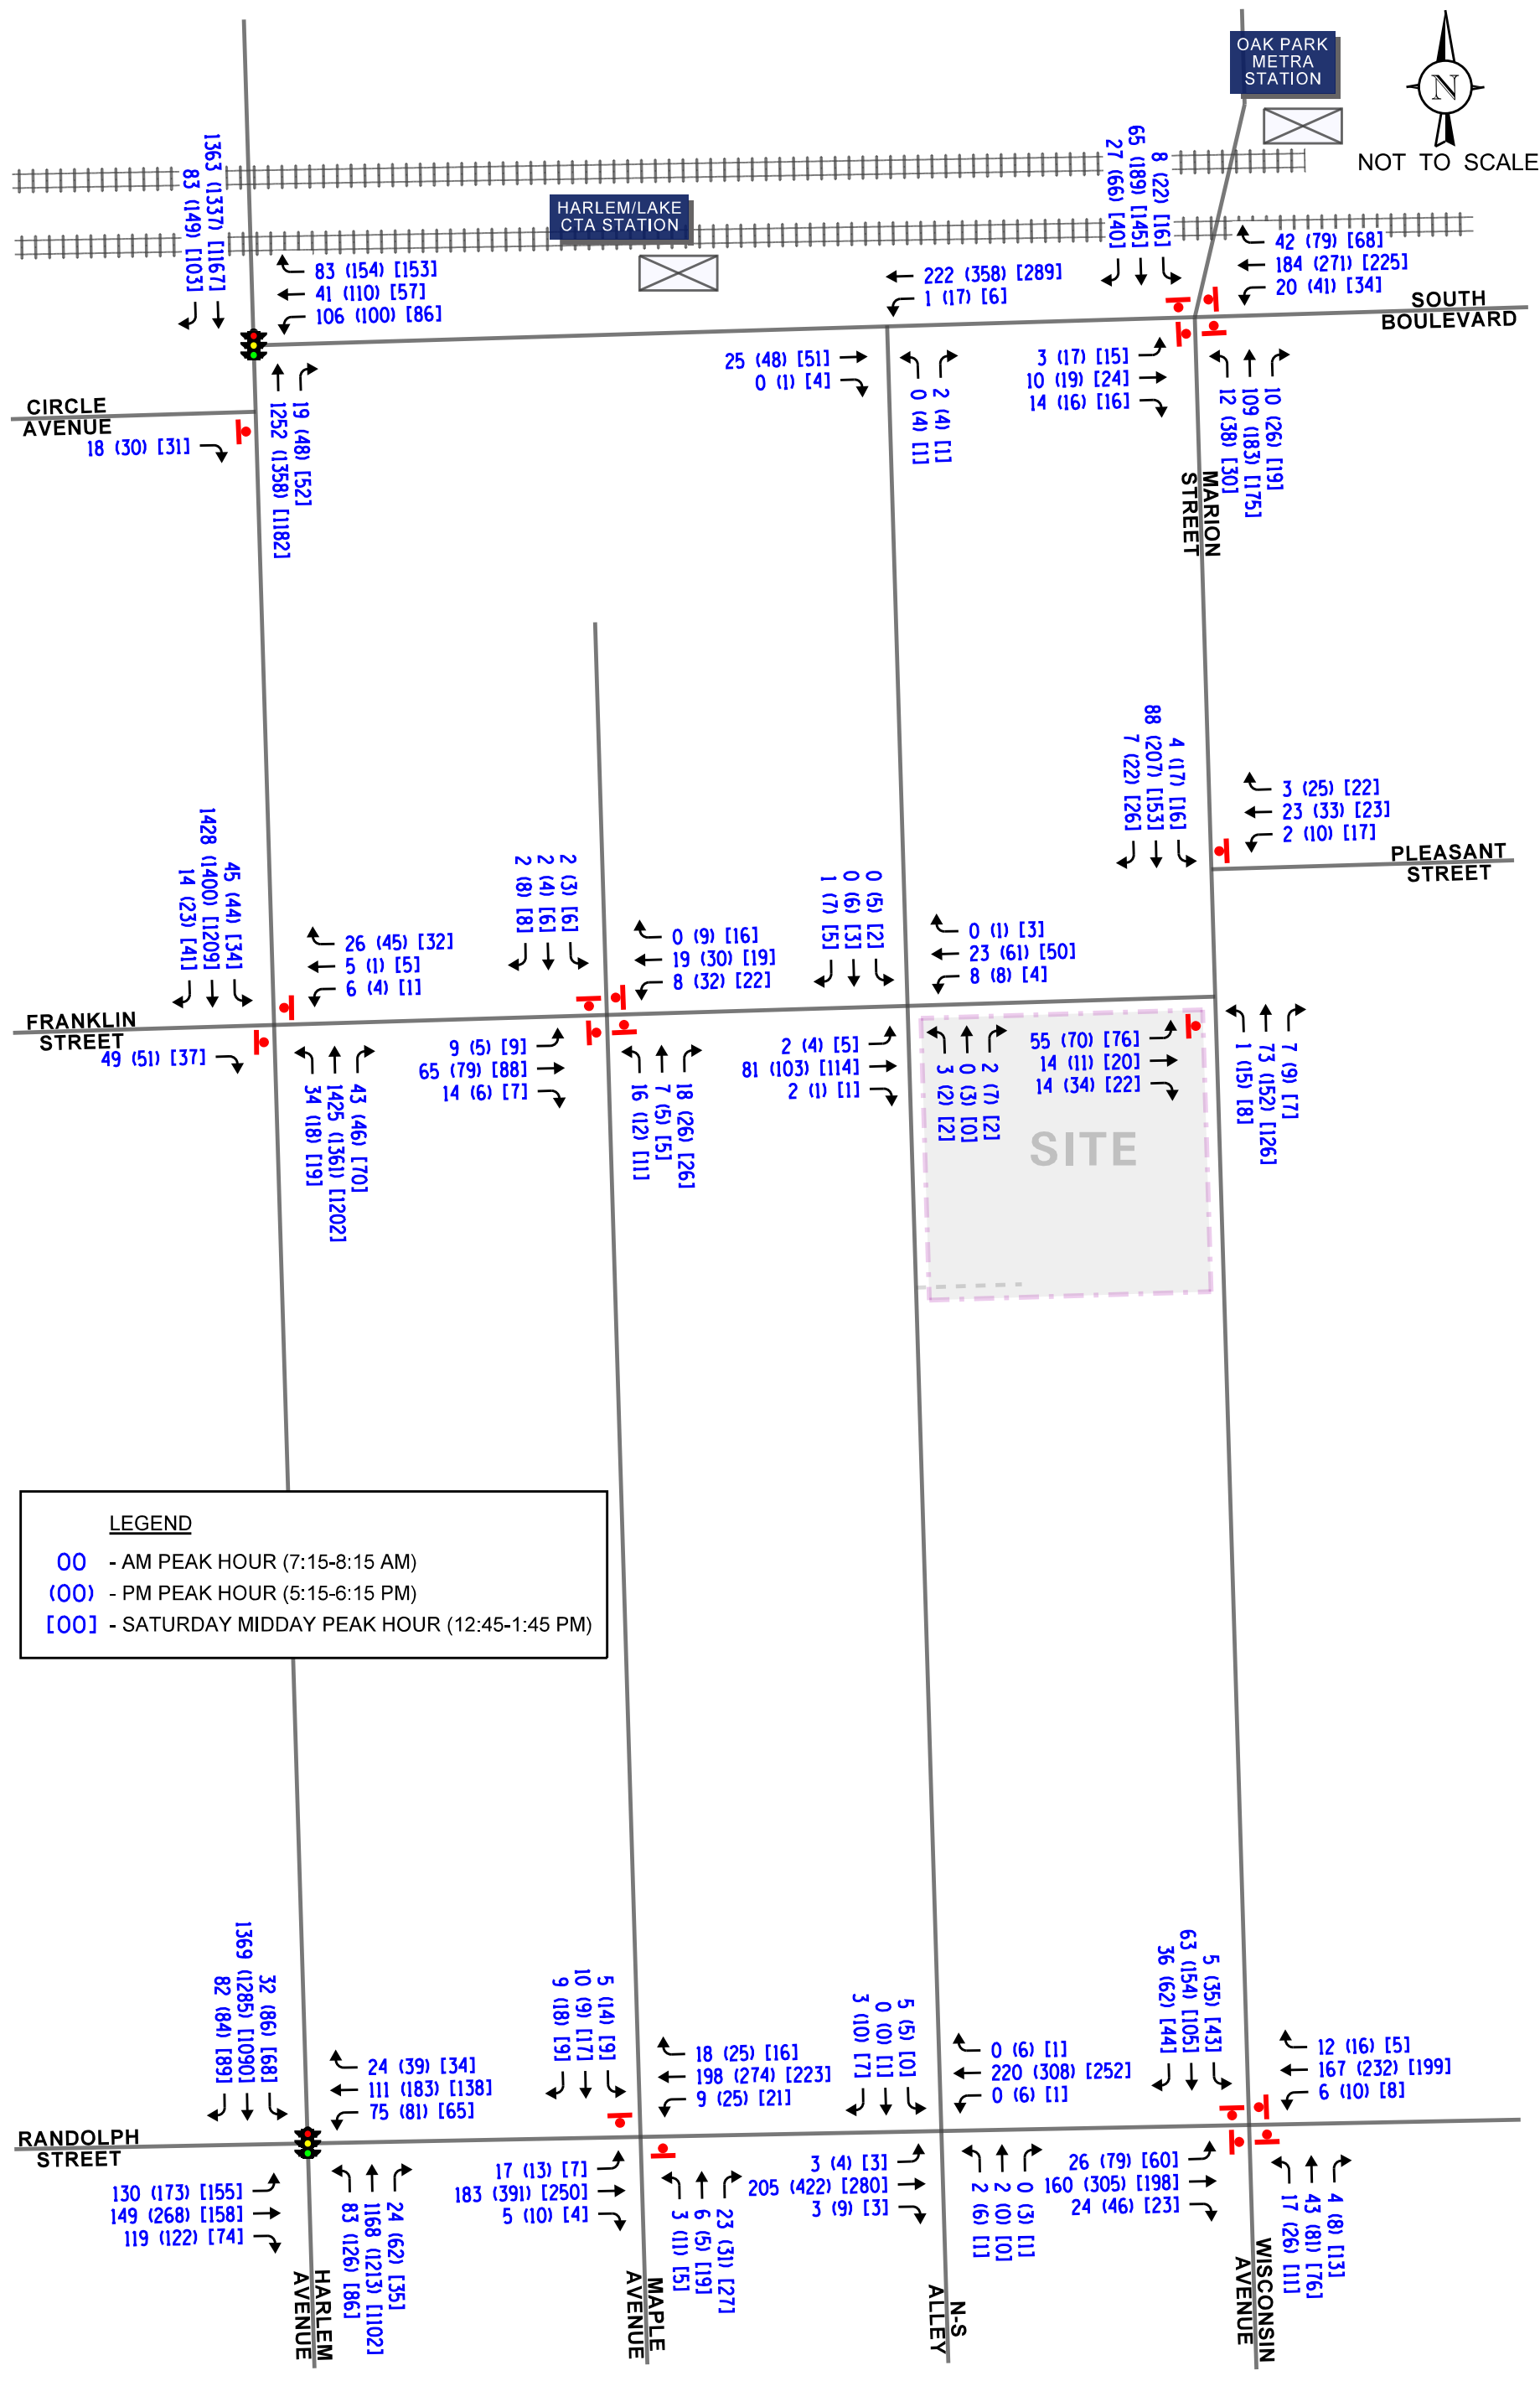 OAK PARK
METRA
STATION
N
NOT TO SCALE
HARLEM/LAKE
CTA STATION
1363 (1337) [1167]
83 (149) [103]
83 (154) [153]
41 (110) [57]
106 (100) [86]
1252 (1358) [1182]
19 (48) [52]
CIRCLE
AVENUE
18 (30) [31]
222 (358) [289]
1 (17) [6]
25 (48) [51]
0 (1) [4]
0 (4) [1]
2 (4) [1]
8 (22) [16]
65 (189) [145]
27 (66) [40]
42 (79) [68]
184 (271) [225]
20 (41) [34]
SOUTH
BOULEVARD
3 (17) [15]
10 (19) [24]
14 (16) [16]
10 (26) [19]
109 (183) [175]
12 (38) [30]
MARION
STREET
4 (17) [16]
88 (207) [153]
7 (22) [26]
3 (25) [22]
23 (33) [23]
2 (10) [17]
PLEASANT
STREET
45 (44) [34]
1428 (1400) [1209]
14 (23) [41]
26 (45) [32]
5 (1) [5]
6 (4) [1]
FRANKLIN
STREET
49 (51) [37]
43 (46) [70]
1425 (1361) [1202]
34 (18) [19]
2 (3) [6]
2 (4) [6]
2 (8) [8]
0 (9) [16]
19 (30) [19]
8 (32) [22]
9 (5) [9]
65 (79) [88]
14 (6) [7]
18 (26) [26]
7 (5) [5]
16 (12) [11]
0 (5) [2]
0 (6) [3]
1 (7) [5]
0 (1) [3]
23 (61) [50]
8 (8) [4]
2 (4) [5]
81 (103) [114]
2 (1) [1]
2 (7) [2]
0 (3) [0]
3 (2) [2]
55 (70) [76]
14 (11) [20]
14 (34) [22]
7 (9) [7]
73 (152) [126]
1 (15) [8]
SITE
LEGEND
00 - AM PEAK HOUR (7:15-8:15 AM)
(00) - PM PEAK HOUR (5:15-6:15 PM)
[00] - SATURDAY MIDDAY PEAK HOUR (12:45-1:45 PM)
32 (86) [68]
1369 (1285) [1090]
82 (84) [89]
24 (39) [34]
111 (183) [138]
75 (81) [65]
RANDOLPH
STREET
130 (173) [155]
149 (268) [158]
119 (122) [74]
24 (62) [35]
1168 (1213) [1102]
83 (126) [86]
HARLEM
AVENUE
5 (14) [9]
10 (9) [17]
9 (18) [9]
18 (25) [16]
198 (274) [223]
9 (25) [21]
17 (13) [7]
183 (391) [250]
5 (10) [4]
23 (31) [27]
6 (5) [19]
3 (11) [5]
MAPLE
AVENUE
5 (5) [0]
0 (0) [1]
3 (10) [7]
0 (6) [1]
220 (308) [252]
0 (6) [1]
3 (4) [3]
205 (422) [280]
3 (9) [3]
0 (3) [1]
2 (0) [0]
2 (6) [1]
N-S
ALLEY
5 (35) [43]
63 (154) [105]
36 (62) [44]
12 (16) [5]
167 (232) [199]
6 (10) [8]
26 (79) [60]
160 (305) [198]
24 (46) [23]
4 (8) [13]
43 (81) [76]
17 (26) [11]
WISCONSIN
AVENUE